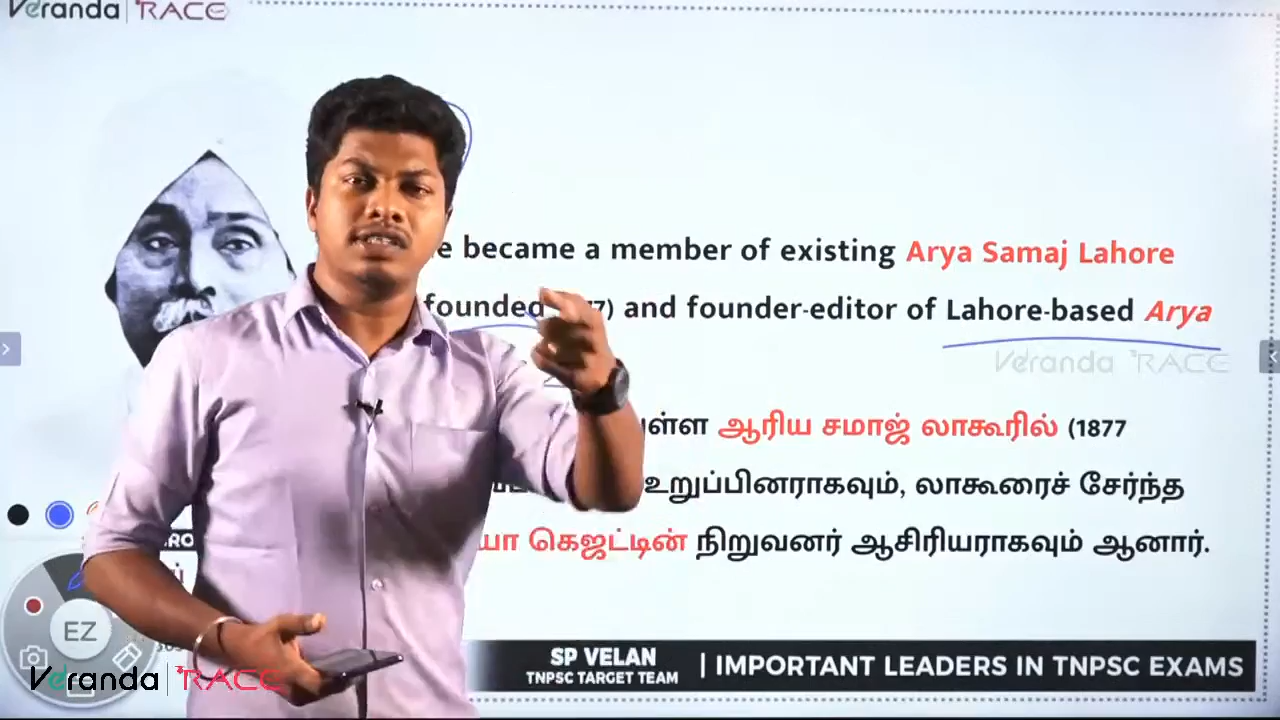 Veranda RACE
became a member of existing Arya Samaj Lahore
founded 7) and founder-editor of Lahore-based Arya
Veranda RACE
ஆரிய சமாஜ் லாகூரில் (1877
உறுப்பினராகவும், லாகூரைச் சேர்ந்த
கெஜட்டின் நிறுவனர் ஆசிரியராகவும் ஆனார்.
EZ
Veranda RACE
SP VELAN
TNPSC TARGET TEAM
| IMPORTANT LEADERS IN TNPSC EXAMS